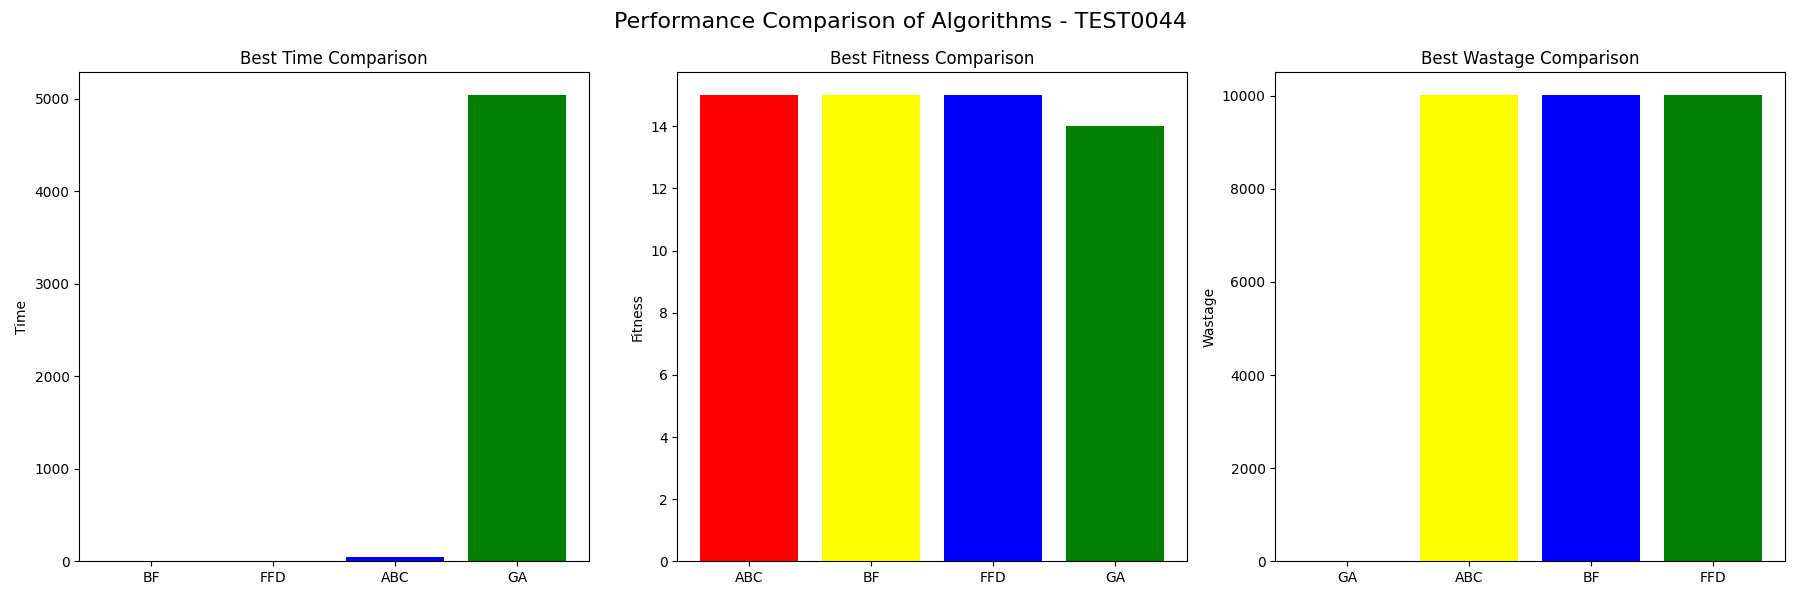 Performance Comparison of Algorithms - TEST0044
Best Time Comparison
Time
5000
4000
3000
2000
1000
0
BF FFD ABC GA
Best Fitness Comparison
Fitness
14
12
10
8
6
4
2
0
ABC BF FFD GA
Best Wastage Comparison
Wastage
10000
8000
6000
4000
2000
0
GA ABC BF FFD